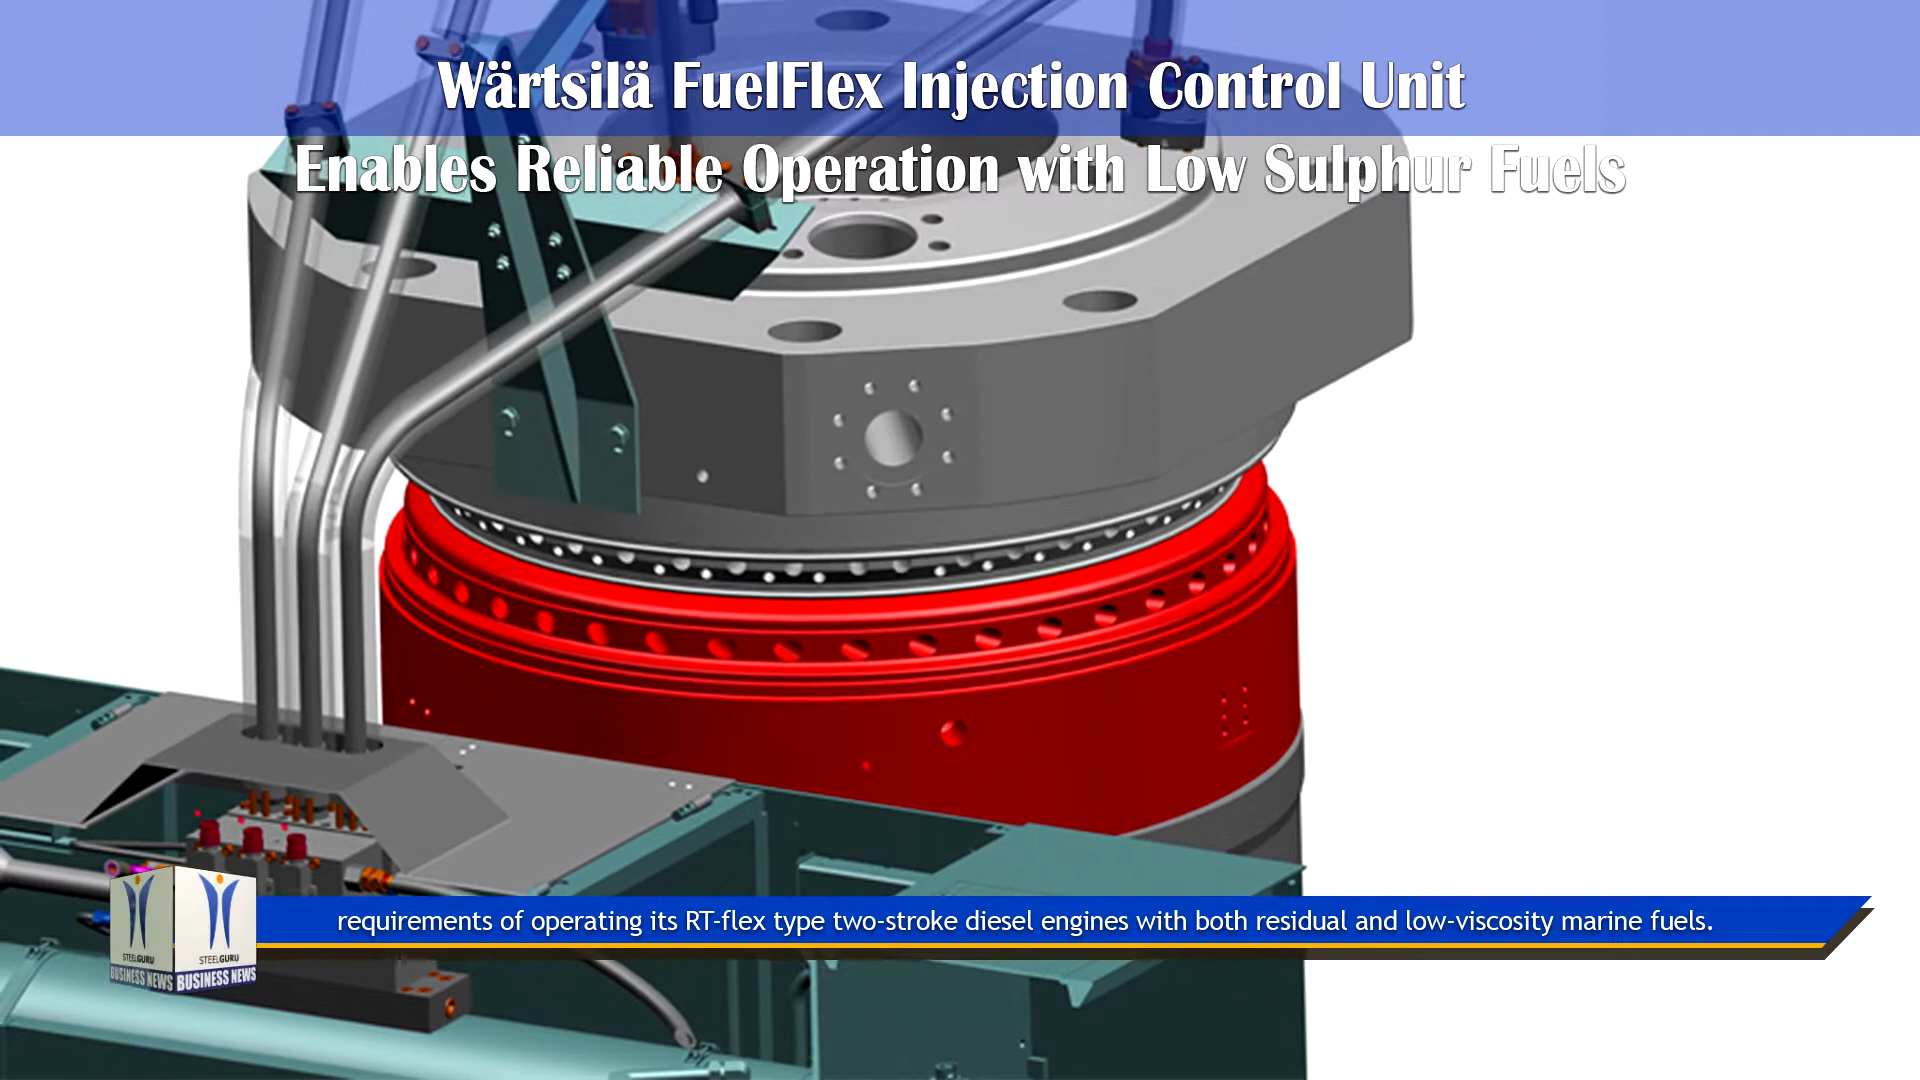 Wärtsilä FuelFlex Injection Control Unit
Enables Reliable Operation with Low Sulphur Fuels
requirements of operating its RT-flex type two-stroke diesel engines with both residual and low-viscosity marine fuels.
STEELGURU
BUSINESS NEWS
STEELGURU
BUSINESS NEWS